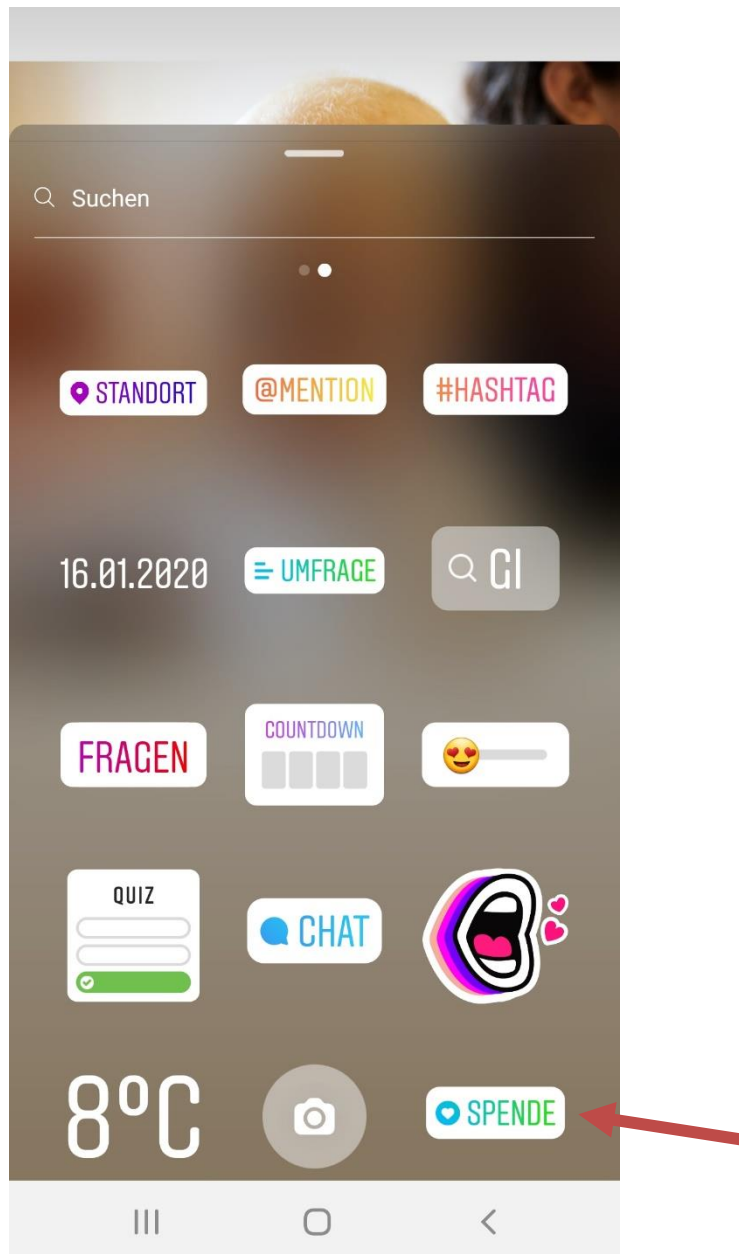 Suchen
STANDORT
@MENTION
#HASHTAG
16.01.2020
UMFRAGE
GI
FRAGEN
COUNTDOWN
QUIZ
CHAT
8°C
SPENDE